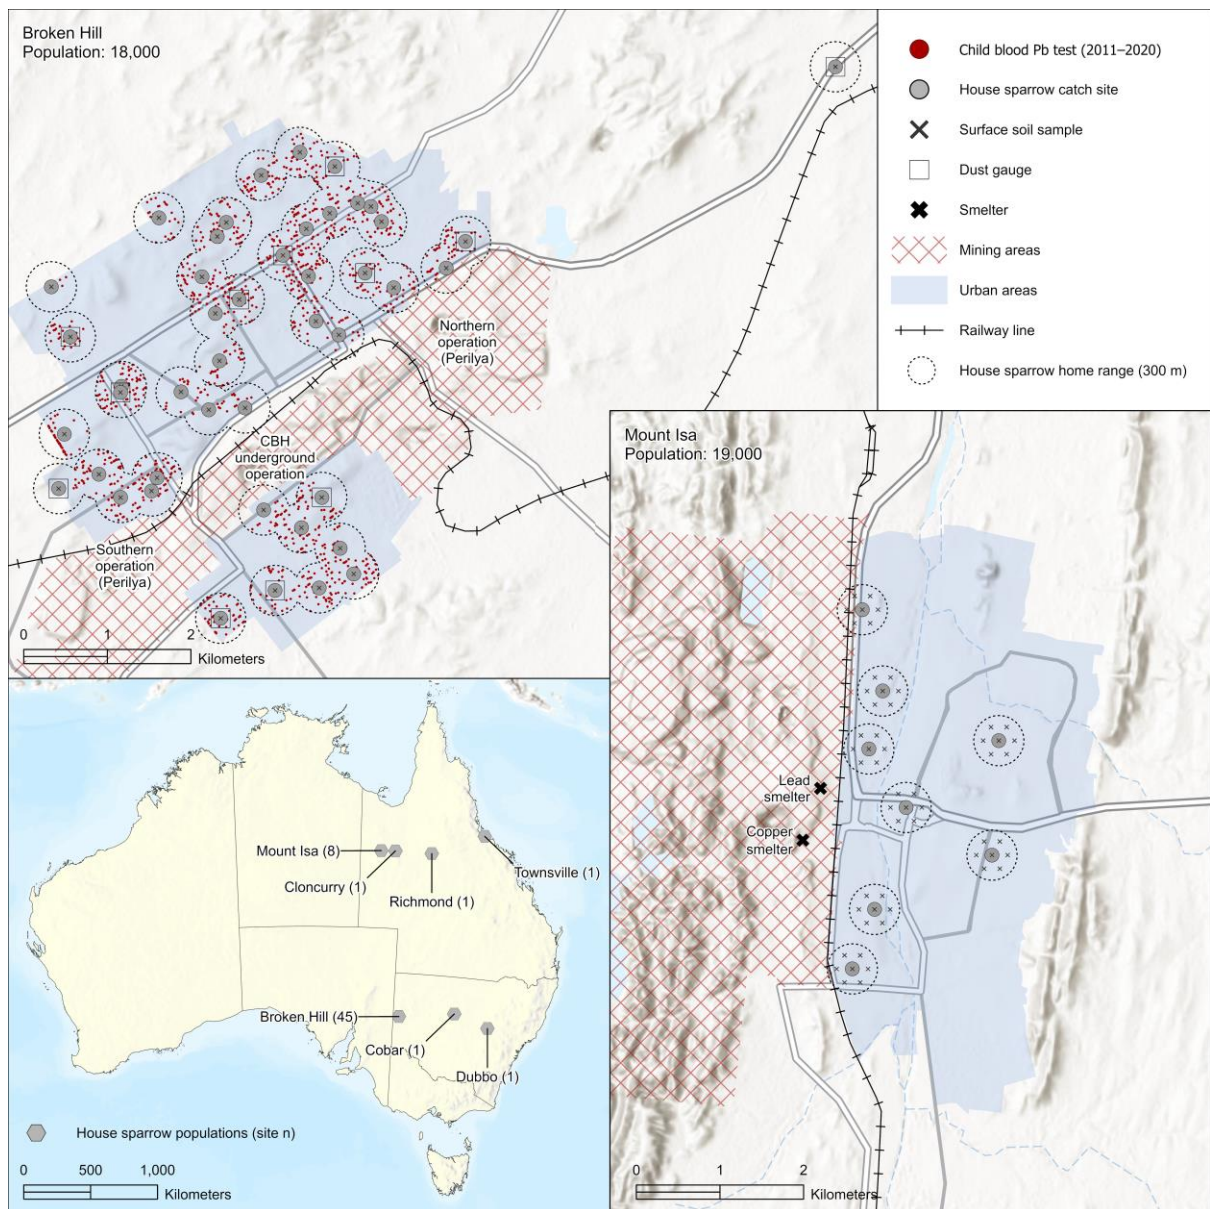 Broken Hill
Population: 18,000
Northern
operation
(Perilya)
CBH
underground
operation
Southern
operation
(Perilya)
0 1 2
Kilometers
Child blood Pb test (2011–2020)
House sparrow catch site
Surface soil sample
Dust gauge
Smelter
Mining areas
Urban areas
Railway line
House sparrow home range (300 m)
Mount Isa
Population: 19,000
Lead
smelter
Copper
smelter
0 1 2
Kilometers
Mount Isa (8)
Cloncurry (1)
Richmond (1)
Townsville (1)
Broken Hill (45)
Cobar (1)
Dubbo (1)
House sparrow populations (site n)
0 500 1,000
Kilometers